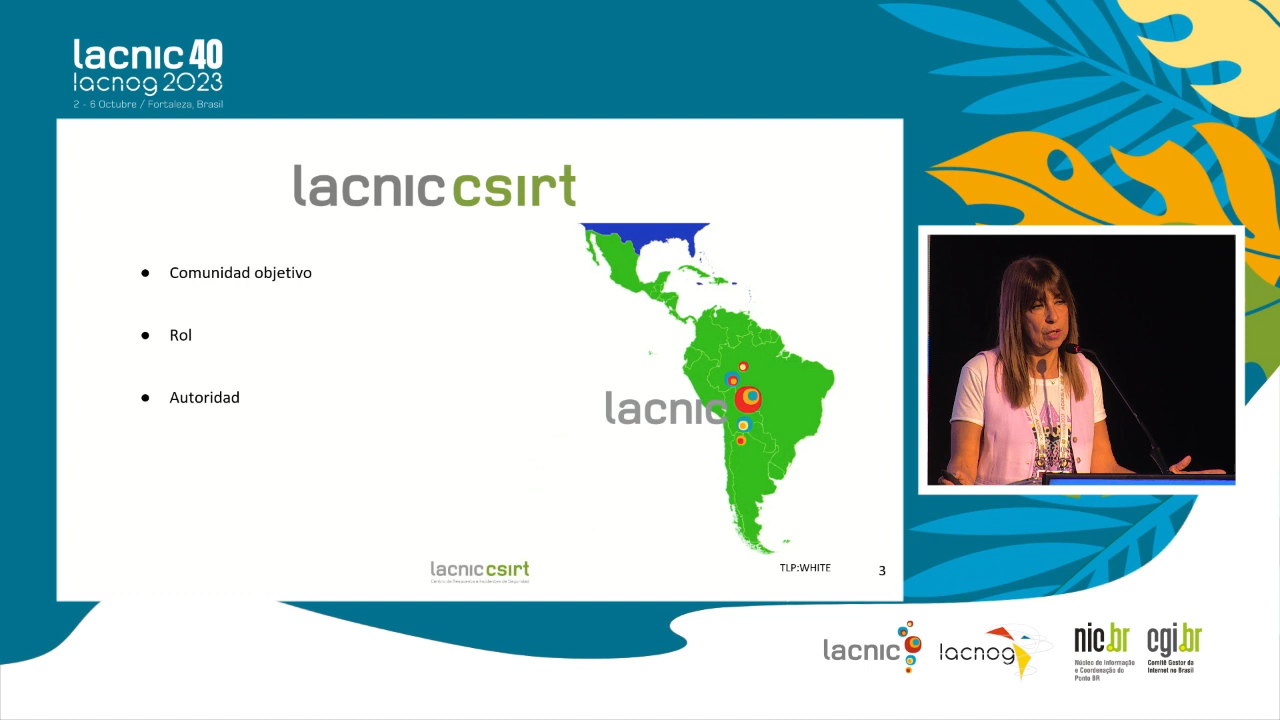 lacnic 40
lacnog 2023
2 - 6 Octubre / Fortaleza, Brasil
lacnic csirt
Comunidad objetivo
Rol
Autoridad
lacnic
lacnic csirt
Centro de Respuesta a Incidentes de Seguridad
TLP:WHITE
3
lacnic
lacnog
nic.br
Núcleo de Informação
e Coordenação do
Ponto BR
cgi.br
Comitê Gestor da
Internet no Brasil